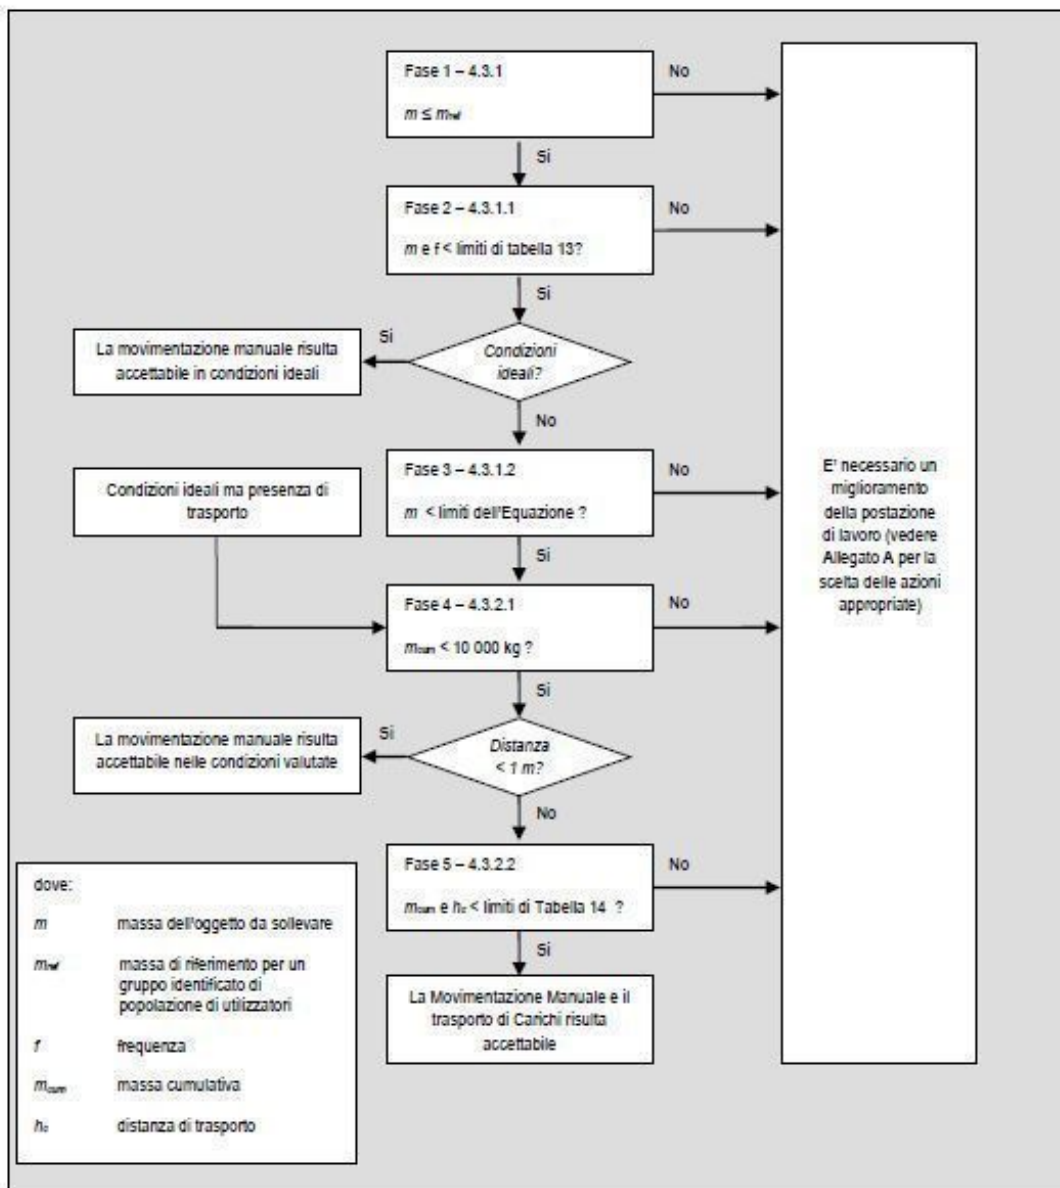 Fase 1 – 4.3.1
m ≤ mref
No
Si
Fase 2 – 4.3.1.1
m e f < limiti di tabella 13?
No
Si
Condizioni
ideali?
Si
La movimentazione manuale risulta
accettabile in condizioni ideali
No
Fase 3 – 4.3.1.2
m < limiti dell'Equazione ?
No
Condizioni ideali ma presenza di
trasporto
Si
Fase 4 – 4.3.2.1
mcum < 10 000 kg ?
No
Si
Distanza
< 1 m?
Si
La movimentazione manuale risulta
accettabile nelle condizioni valutate
No
Fase 5 – 4.3.2.2
mcum e hc < limiti di Tabella 14 ?
No
Si
La Movimentazione Manuale e il
trasporto di Carichi risulta
accettabile
E' necessario un
miglioramento
della postazione
di lavoro (vedere
Allegato A per la
scelta delle azioni
appropriate)
dove:
m massa dell'oggetto da sollevare
mref massa di riferimento per un
gruppo identificato di
popolazione di utilizzatori
f frequenza
mcum massa cumulativa
hc distanza di trasporto